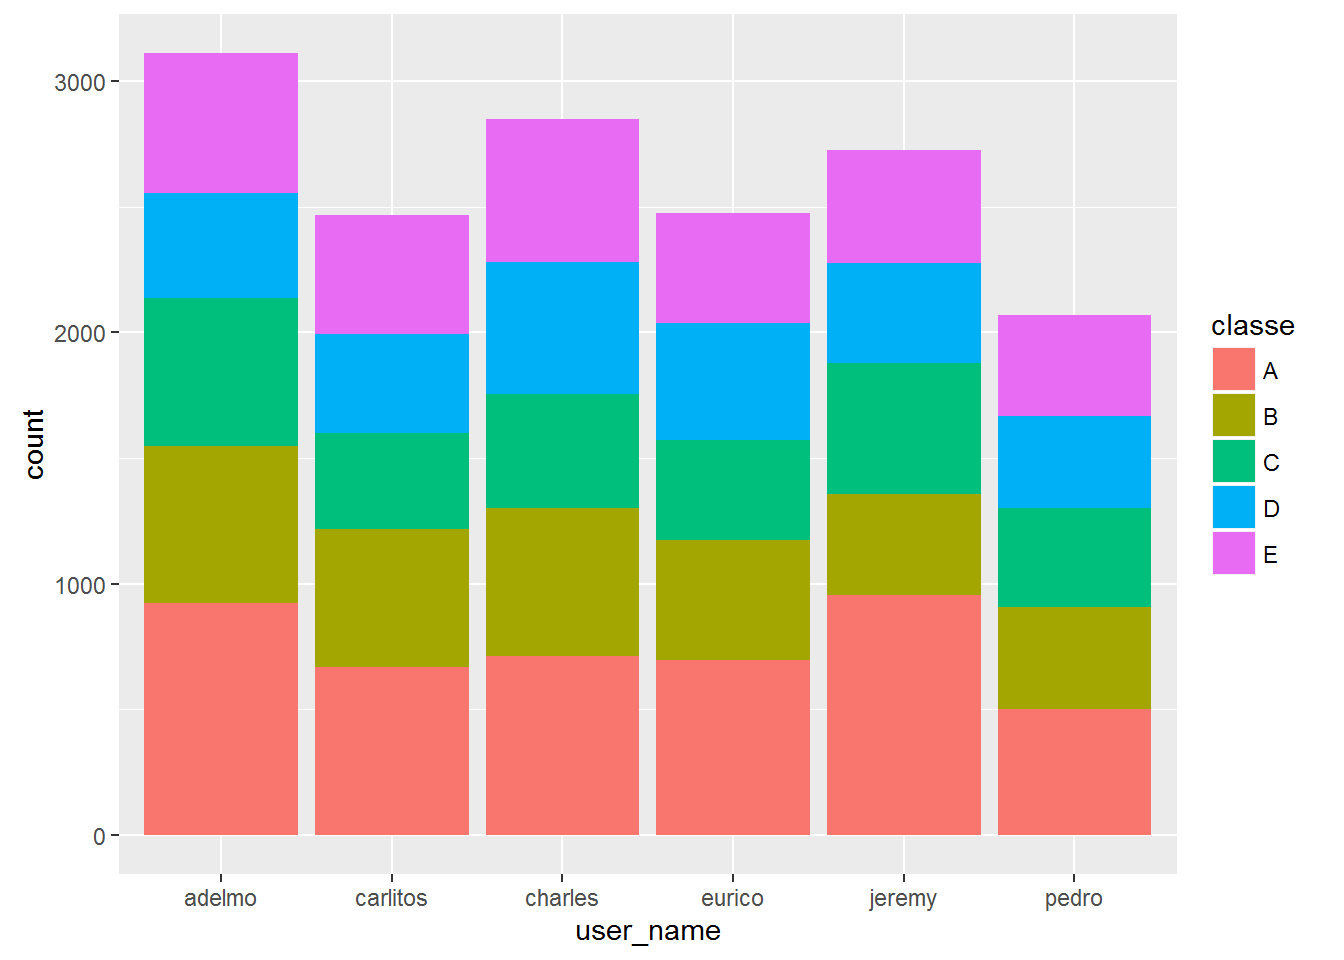 count
3000
2000
1000
0
adelmo carlitos charles eurico jeremy pedro
user_name
classe
A
B
C
D
E